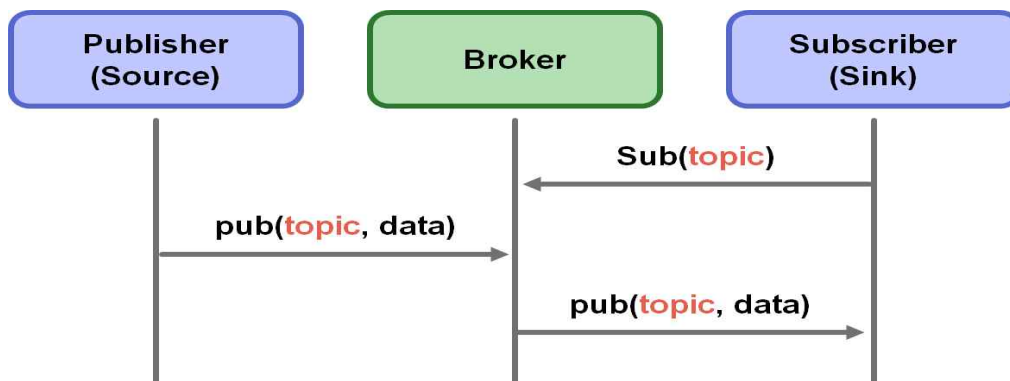 Publisher
(Source)
Broker
Subscriber
(Sink)
Sub(topic)
pub(topic, data)
pub(topic, data)